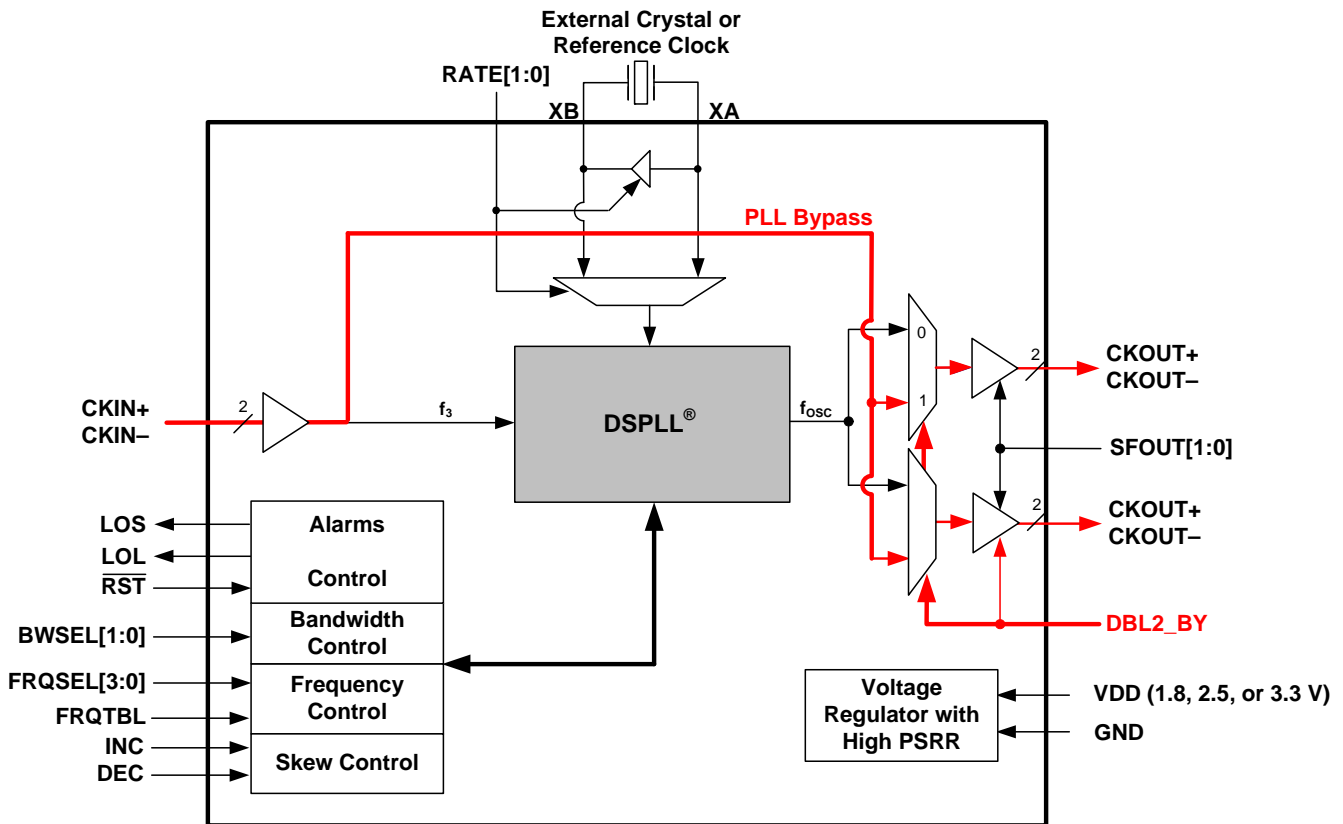 External Crystal or
Reference Clock
RATE[1:0]
XB
XA
PLL Bypass
0
1
2
CKOUT+
CKOUT–
CKIN+
CKIN–
2
f3
DSPLL®
fOSC
SFOUT[1:0]
2
CKOUT+
CKOUT–
LOS
LOL
RST
Alarms
Control
BWSEL[1:0]
Bandwidth
Control
DBL2_BY
FRQSEL[3:0]
FRQTBL
Frequency
Control
INC
DEC
Skew Control
Voltage
Regulator with
High PSRR
VDD (1.8, 2.5, or 3.3 V)
GND